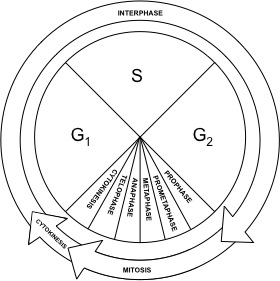 INTERPHASE
S
G1
G2
CYTOKINESIS
TELOPHASE
ANAPHASE
METAPHASE
PROMETAPHASE
PROPHASE
CYTOKINESIS
MITOSIS